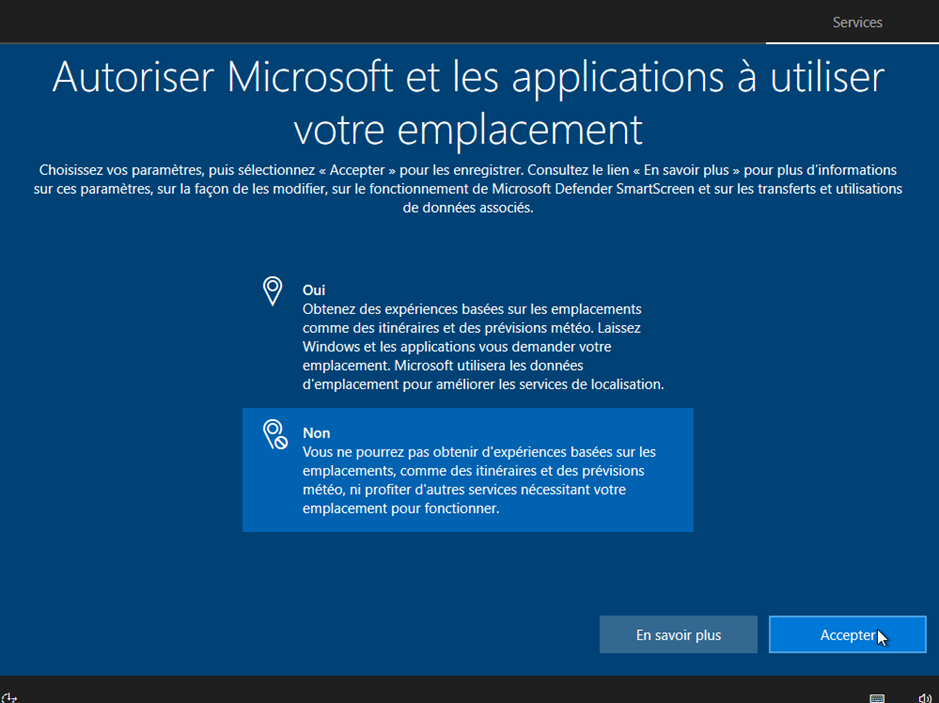 Services
Autoriser Microsoft et les applications à utiliser
votre emplacement
Choisissez vos paramètres, puis sélectionnez « Accepter » pour les enregistrer. Consultez le lien « En savoir plus » pour plus d'informations
sur ces paramètres, sur la façon de les modifier, sur le fonctionnement de Microsoft Defender SmartScreen et sur les transferts et utilisations
de données associés.
Oui
Obtenez des expériences basées sur les emplacements
comme des itinéraires et des prévisions météo. Laissez
Windows et les applications vous demander votre
emplacement. Microsoft utilisera les données
d'emplacement pour améliorer les services de localisation.
Non
Vous ne pourrez pas obtenir d'expériences basées sur les
emplacements, comme des itinéraires et des prévisions
météo, ni profiter d'autres services nécessitant votre
emplacement pour fonctionner.
En savoir plus
Accepter